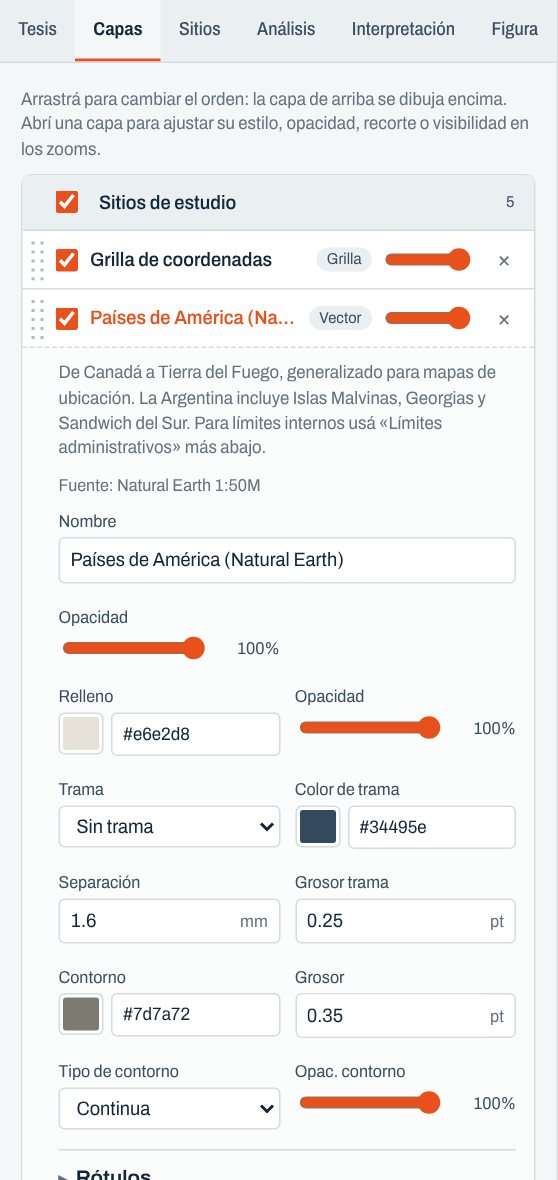 Tesis Capas Sitios Análisis Interpretación Figura
Arrastrá para cambiar el orden: la capa de arriba se dibuja encima.
Abrí una capa para ajustar su estilo, opacidad, recorte o visibilidad en
los zooms.
Sitios de estudio 5
Grilla de coordenadas Grilla ×
Países de América (Na... Vector ×
De Canadá a Tierra del Fuego, generalizado para mapas de
ubicación. La Argentina incluye Islas Malvinas, Georgias y
Sandwich del Sur. Para límites internos usá «Límites
administrativos» más abajo.
Fuente: Natural Earth 1:50M
Nombre
Países de América (Natural Earth)
Opacidad
100%
Relleno Opacidad
#e6e2d8 100%
Trama Color de trama
Sin trama #34495e
Separación Grosor trama
1.6 mm 0.25 pt
Contorno Grosor
#7d7a72 0.35 pt
Tipo de contorno Opac. contorno
Continua 100%
Rótulos